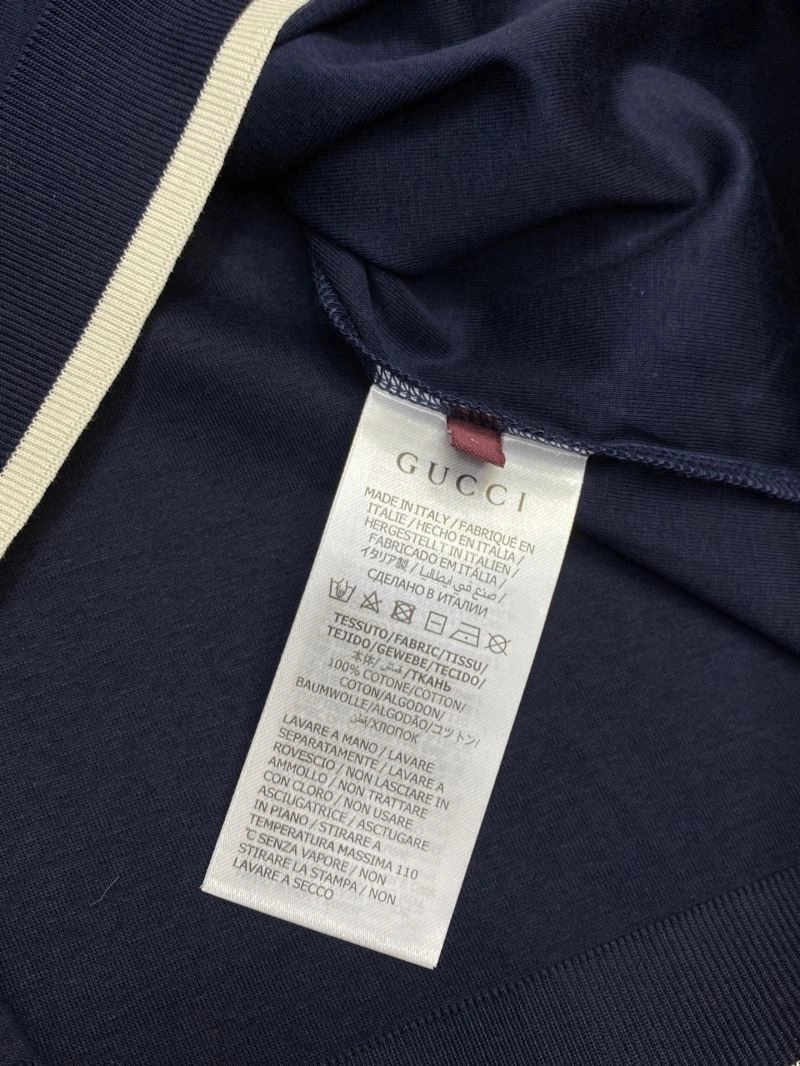 GUCCI
MADE IN ITALY / FABRIQUÉ EN
ITALIE / HECHO EN ITALIA /
HERGESTELLT IN ITALIEN /
FABRICADO EM ITÁLIA /
イタリア製 / صنع في ايطاليا /
СДЕЛАНО В ИТАЛИИ
TESSUTO/FABRIC/TISSU/
TEJIDO/GEWEBE/TECIDO/
本体/ قماش /ТКАНЬ
100% COTONE/COTTON/
COTON/ALGODON/
BAUMWOLLE/ALGODÃO/コットン/
قطن/ХЛОПОК
LAVARE A MANO / LAVARE
SEPARATAMENTE / LAVARE A
ROVESCIO / NON LASCIARE IN
AMMOLLO / NON TRATTARE
CON CLORO / NON USARE
ASCIUGATRICE / ASCTUGARE
IN PIANO / STIRARE A
TEMPERATURA MASSIMA 110
℃ SENZA VAPORE / NON
STIRARE LA STAMPA / NON
LAVARE A SECCO